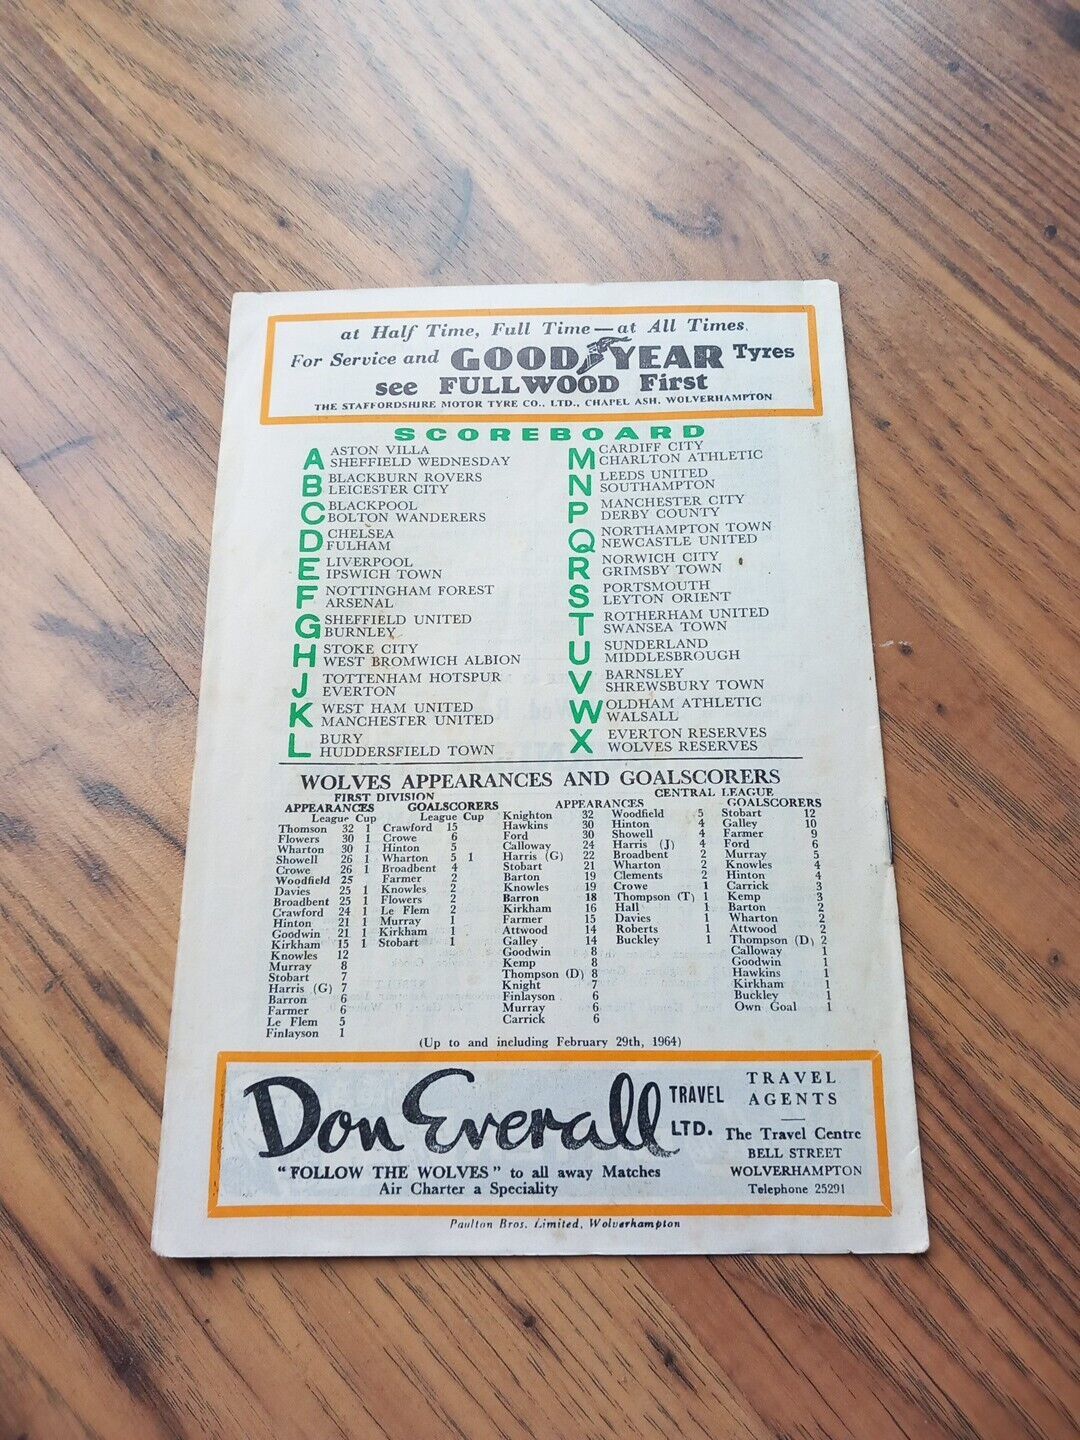 at Half Time, Full Time—at All Times
For Service and GOODYEAR Tyres
see FULLWOOD First
THE STAFFORDSHIRE MOTOR TYRE CO., LTD., CHAPEL ASH, WOLVERHAMPTON
SCOREBOARD
A ASTON VILLA
SHEFFIELD WEDNESDAY
B BLACKBURN ROVERS
LEICESTER CITY
C BLACKPOOL
BOLTON WANDERERS
D CHELSEA
FULHAM
E LIVERPOOL
IPSWICH TOWN
F NOTTINGHAM FOREST
ARSENAL
G SHEFFIELD UNITED
BURNLEY
H STOKE CITY
WEST BROMWICH ALBION
J TOTTENHAM HOTSPUR
EVERTON
K WEST HAM UNITED
MANCHESTER UNITED
L BURY
HUDDERSFIELD TOWN
M CARDIFF CITY
CHARLTON ATHLETIC
N LEEDS UNITED
SOUTHAMPTON
P MANCHESTER CITY
DERBY COUNTY
Q NORTHAMPTON TOWN
NEWCASTLE UNITED
R NORWICH CITY
GRIMSBY TOWN
S PORTSMOUTH
LEYTON ORIENT
T ROTHERHAM UNITED
SWANSEA TOWN
U SUNDERLAND
MIDDLESBROUGH
V BARNSLEY
SHREWSBURY TOWN
W OLDHAM ATHLETIC
WALSALL
X EVERTON RESERVES
WOLVES RESERVES
WOLVES APPEARANCES AND GOALSCORERS
FIRST DIVISION
APPEARANCES
League Cup
Thomson 32 1
Flowers 30 1
Wharton 30 1
Showell 26 1
Crowe 26 1
Woodfield 25
Davies 25 1
Broadbent 25 1
Crawford 24 1
Hinton 21 1
Goodwin 21 1
Kirkham 15 1
Knowles 12
Murray 8
Stobart 7
Harris (G) 7
Barron 6
Farmer 6
Le Flem 5
Finlayson 1
GOALSCORERS
League Cup
Crawford 15
Crowe 6
Hinton 5
Wharton 5 1
Broadbent 4
Farmer 2
Knowles 2
Flowers 2
Le Flem 2
Murray 1
Kirkham 1
Stobart 1
CENTRAL LEAGUE
APPEARANCES
Knighton 32
Hawkins 30
Ford 30
Calloway 24
Harris (G) 22
Stobart 21
Barton 19
Knowles 19
Barron 18
Kirkham 16
Farmer 15
Attwood 14
Galley 14
Goodwin 8
Kemp 8
Thompson (D) 8
Knight 7
Finlayson 6
Murray 6
Carrick 6
Woodfield 5
Hinton 4
Showell 4
Harris (J) 4
Broadbent 2
Wharton 2
Clements 2
Crowe 1
Thompson (T) 1
Hall 1
Davies 1
Roberts 1
Buckley 1
GOALSCORERS
Stobart 12
Galley 10
Farmer 9
Ford 6
Murray 5
Knowles 4
Hinton 4
Carrick 3
Kemp 3
Barton 2
Wharton 2
Attwood 2
Thompson (D) 2
Calloway 1
Goodwin 1
Hawkins 1
Kirkham 1
Buckley 1
Own Goal 1
(Up to and including February 29th, 1964)
Don Everall TRAVEL LTD.
"FOLLOW THE WOLVES" to all away Matches
Air Charter a Speciality
TRAVEL
AGENTS
The Travel Centre
BELL STREET
WOLVERHAMPTON
Telephone 25291
Paulton Bros. Limited, Wolverhampton